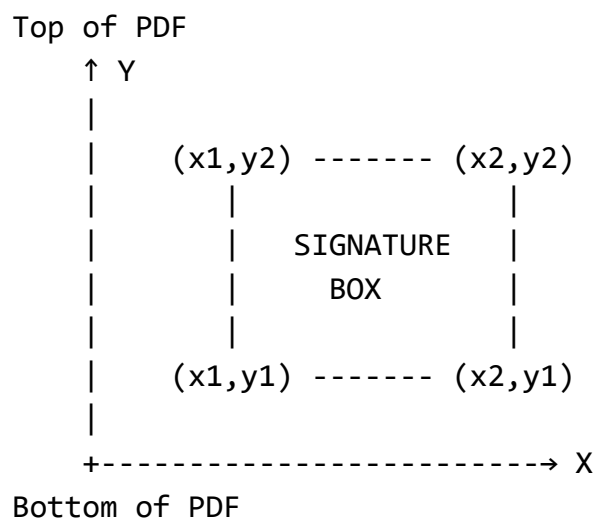 Top of PDF
↑ Y
|
| (x1,y2) ------- (x2,y2)
| | |
| | SIGNATURE |
| | BOX |
| | |
| (x1,y1) ------- (x2,y1)
|
+--------------------------→ X
Bottom of PDF